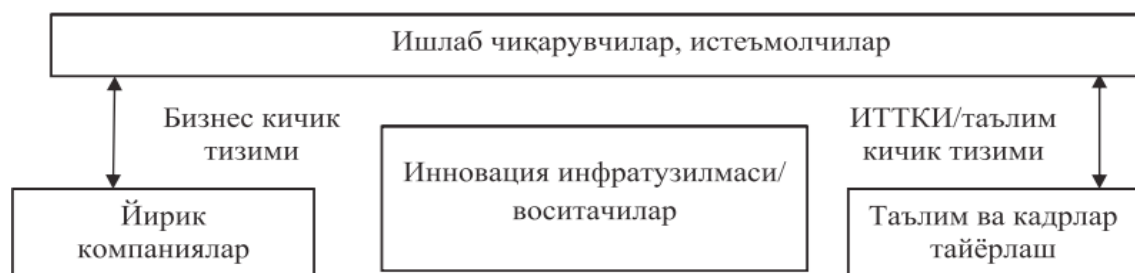 Ишлаб чиқарувчилар, истеъмолчилар
Бизнес кичик
тизими
ИТТКИ/таълим
кичик тизими
Инновация инфратузилмаси/
воситачилар
Йирик
компаниялар
Таълим ва кадрлар
тайёрлаш